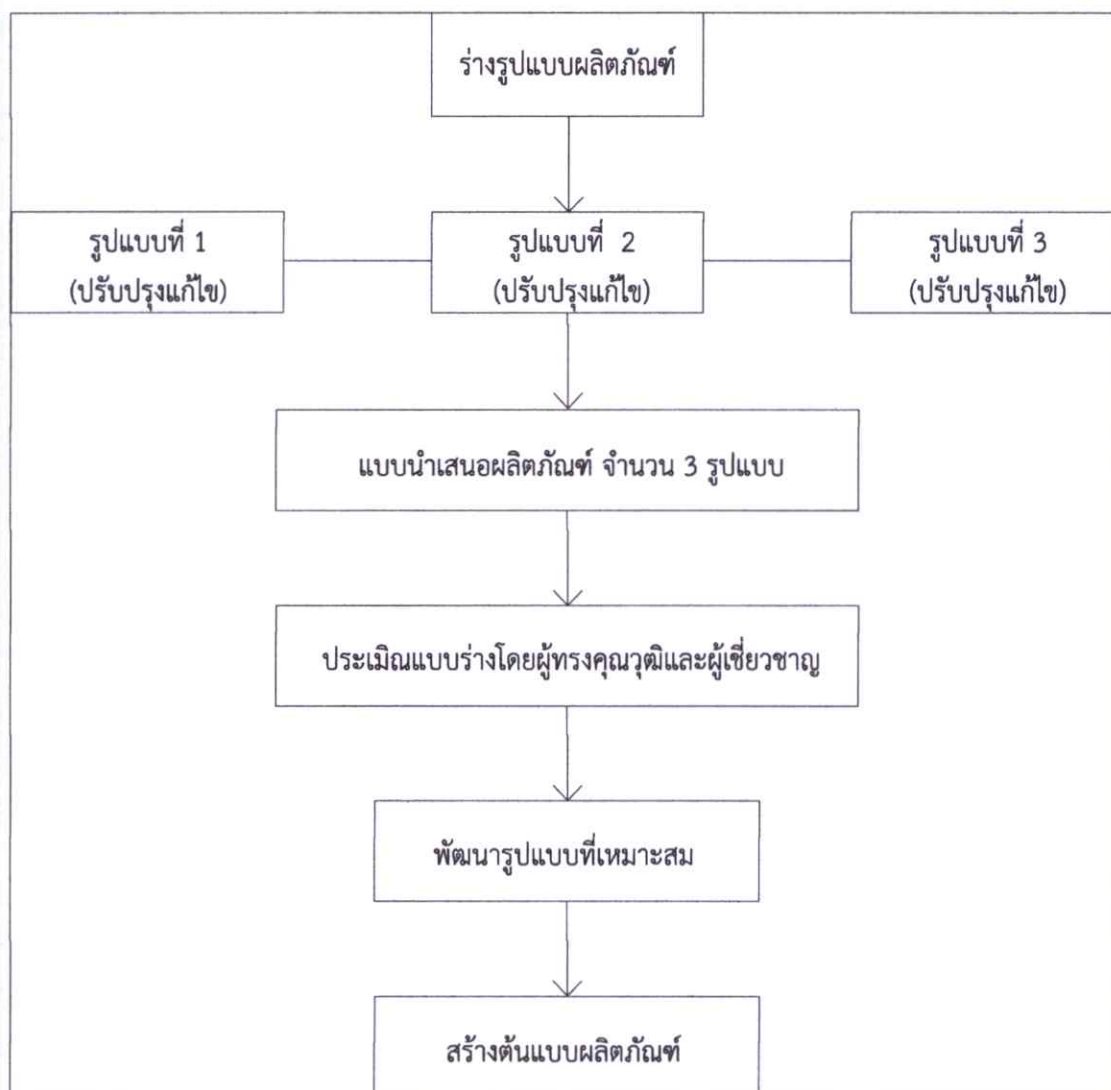 ร่างรูปแบบผลิตภัณฑ์
รูปแบบที่ 1
(ปรับปรุงแก้ไข)
รูปแบบที่ 2
(ปรับปรุงแก้ไข)
รูปแบบที่ 3
(ปรับปรุงแก้ไข)
แบบนำเสนอผลิตภัณฑ์ จำนวน 3 รูปแบบ
ประเมิณแบบร่างโดยผู้ทรงคุณวุฒิและผู้เชี่ยวชาญ
พัฒนารูปแบบที่เหมาะสม
สร้างต้นแบบผลิตภัณฑ์